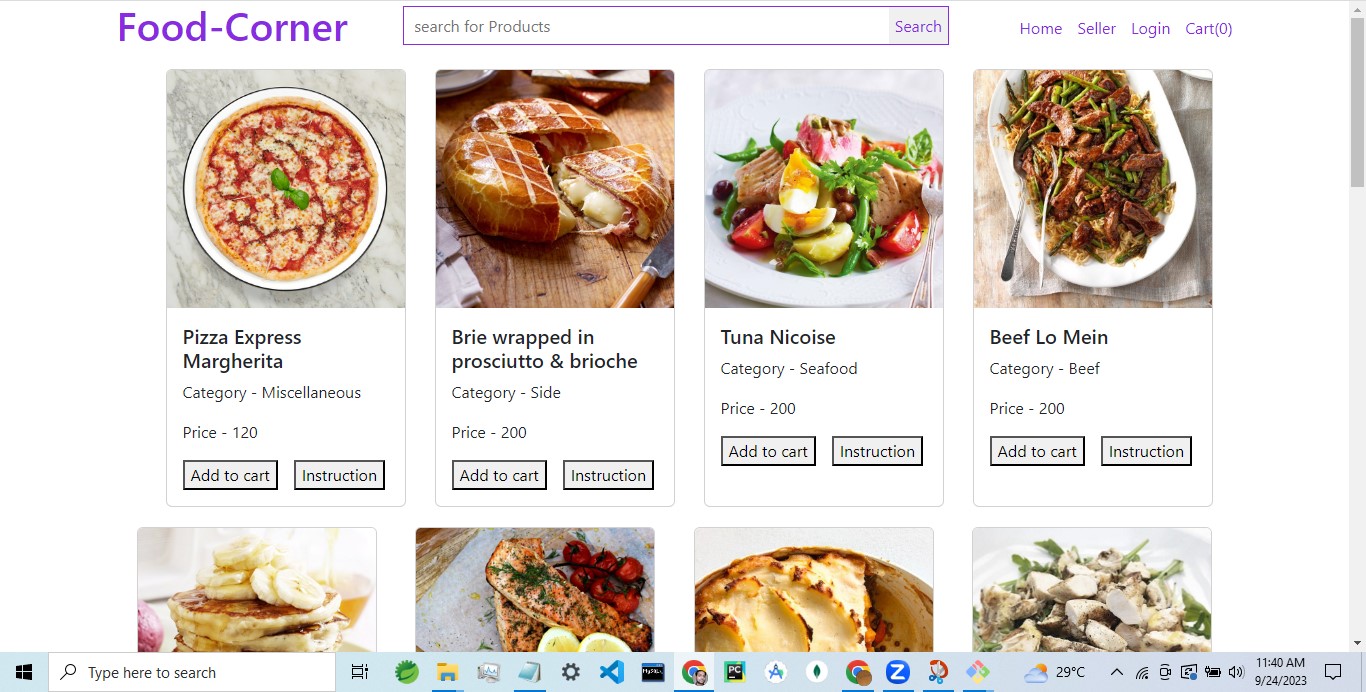 Food-Corner
search for Products
Search
Home Seller Login Cart(0)
Pizza Express
Margherita
Category - Miscellaneous
Price - 120
Add to cart Instruction
Brie wrapped in
prosciutto & brioche
Category - Side
Price - 200
Add to cart Instruction
Tuna Nicoise
Category - Seafood
Price - 200
Add to cart Instruction
Beef Lo Mein
Category - Beef
Price - 200
Add to cart Instruction
Type here to search
MySQL
PC
Z
29°C
11:40 AM
9/24/2023